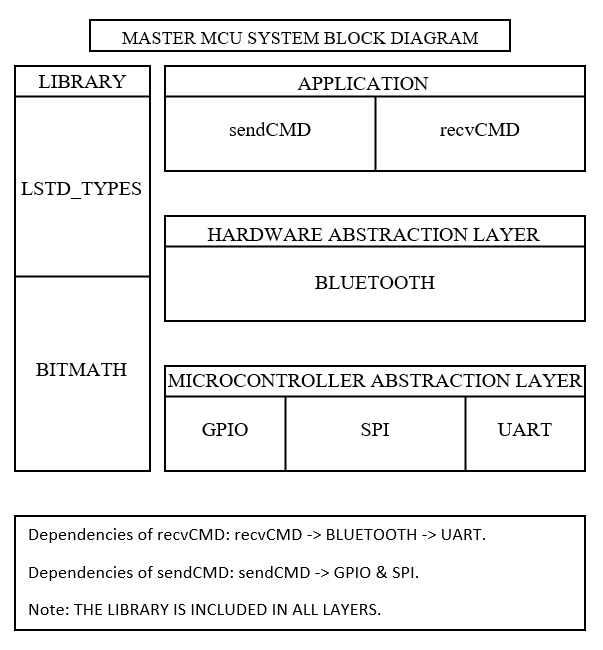 MASTER MCU SYSTEM BLOCK DIAGRAM
LIBRARY
LSTD_TYPES
BITMATH
APPLICATION
sendCMD
recvCMD
HARDWARE ABSTRACTION LAYER
BLUETOOTH
MICROCONTROLLER ABSTRACTION LAYER
GPIO
SPI
UART
Dependencies of recvCMD: recvCMD -> BLUETOOTH -> UART.
Dependencies of sendCMD: sendCMD -> GPIO & SPI.
Note: THE LIBRARY IS INCLUDED IN ALL LAYERS.